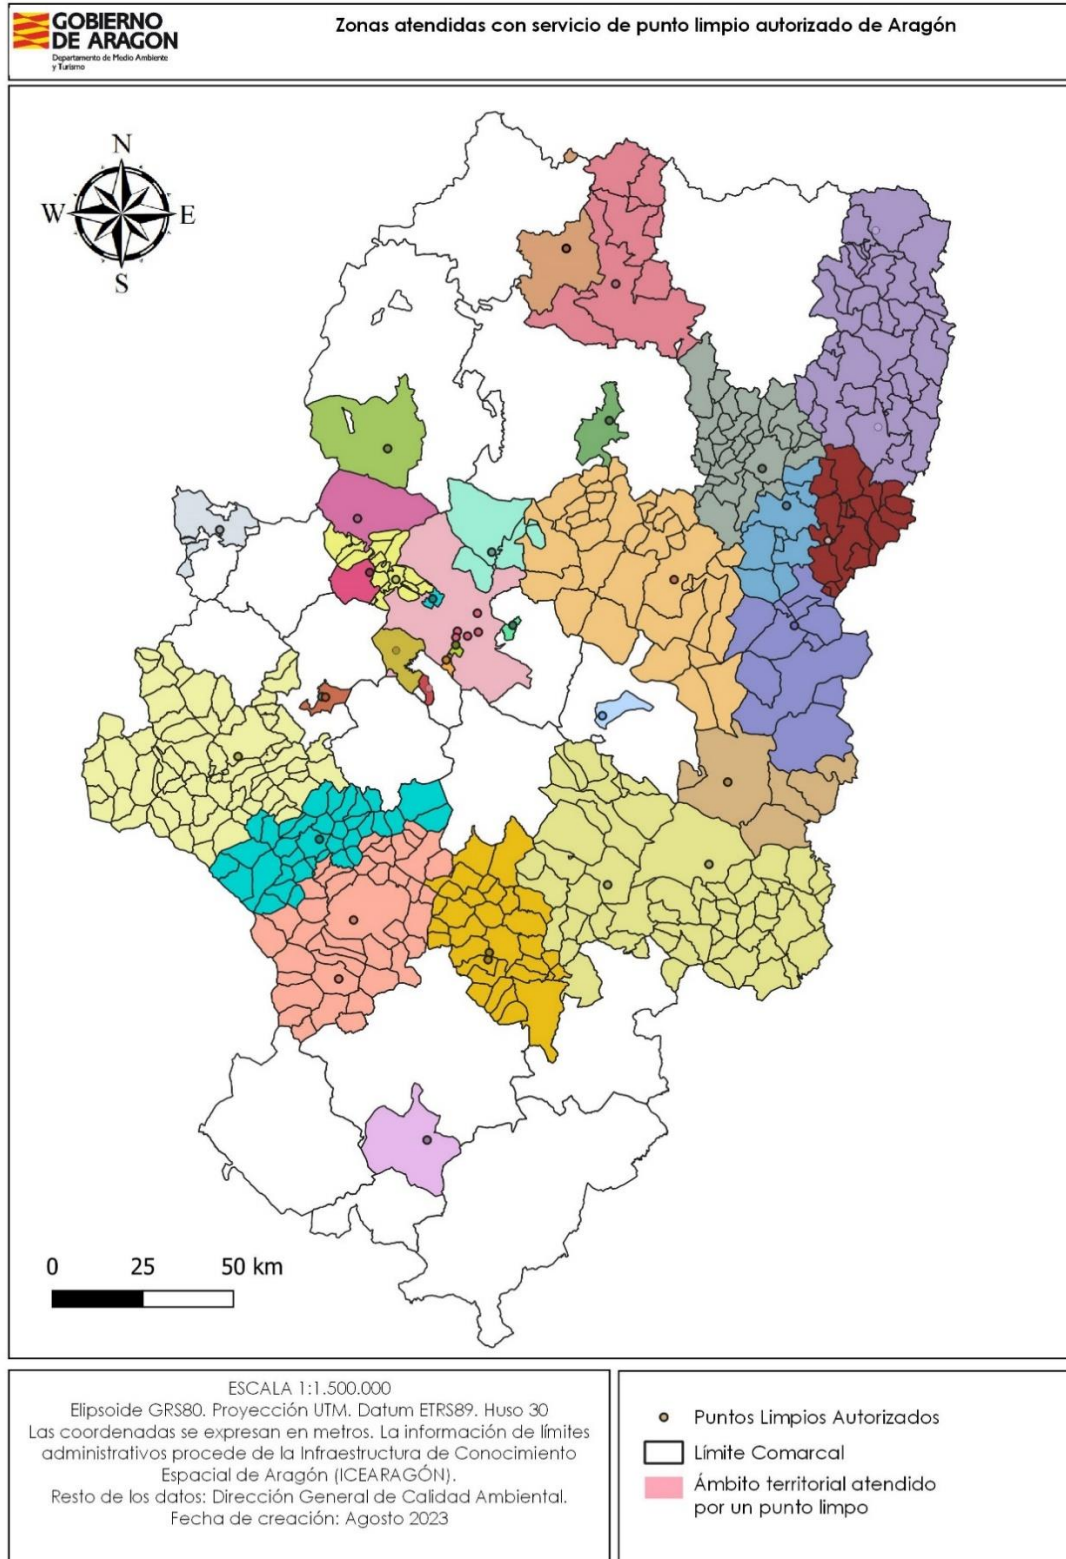 GOBIERNO
DE ARAGON
Departamento de Medio Ambiente
y Turismo
Zonas atendidas con servicio de punto limpio autorizado de Aragón
N
W
E
S
0 25 50 km
ESCALA 1:1.500.000
Elipsoide GRS80. Proyección UTM. Datum ETRS89. Huso 30
Las coordenadas se expresan en metros. La información de límites
administrativos procede de la Infraestructura de Conocimiento
Espacial de Aragón (ICEARAGÓN).
Resto de los datos: Dirección General de Calidad Ambiental.
Fecha de creación: Agosto 2023
Puntos Limpios Autorizados
Límite Comarcal
Ámbito territorial atendido
por un punto limpo